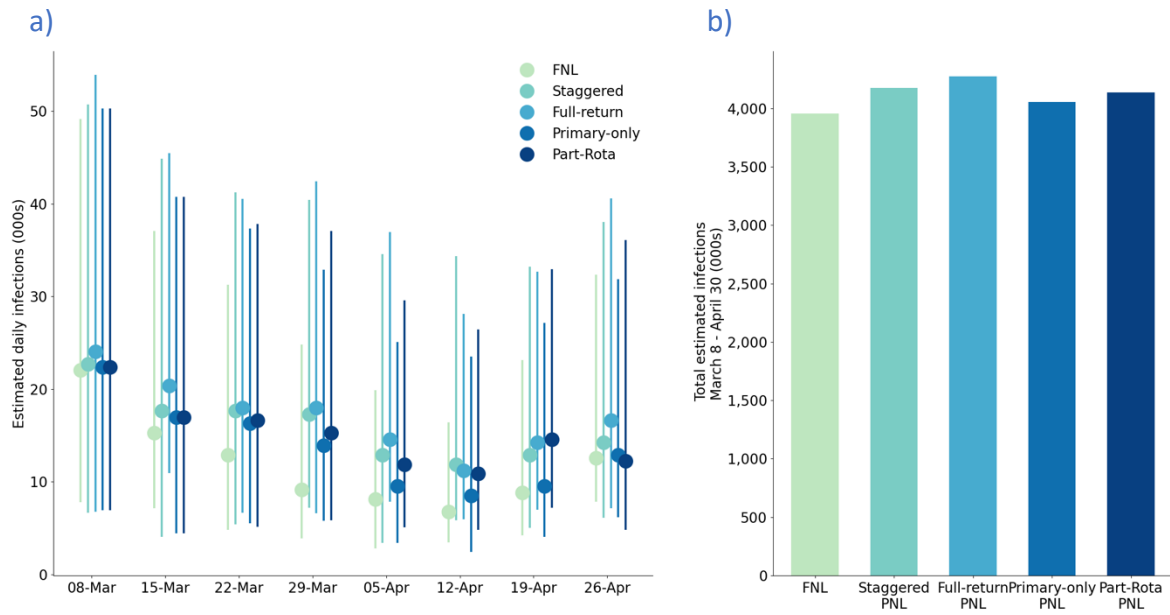 a)
Estimated daily infections (000s)
50
40
30
20
10
0
08-Mar 15-Mar 22-Mar 29-Mar 05-Apr 12-Apr 19-Apr 26-Apr
FNL
Staggered
Full-return
Primary-only
Part-Rota
b)
Total estimated infections
March 8 - April 30 (000s)
4,000
3,500
3,000
2,500
2,000
1,500
1,000
500
0
FNL Staggered Full-return Primary-only Part-Rota
PNL PNL PNL PNL